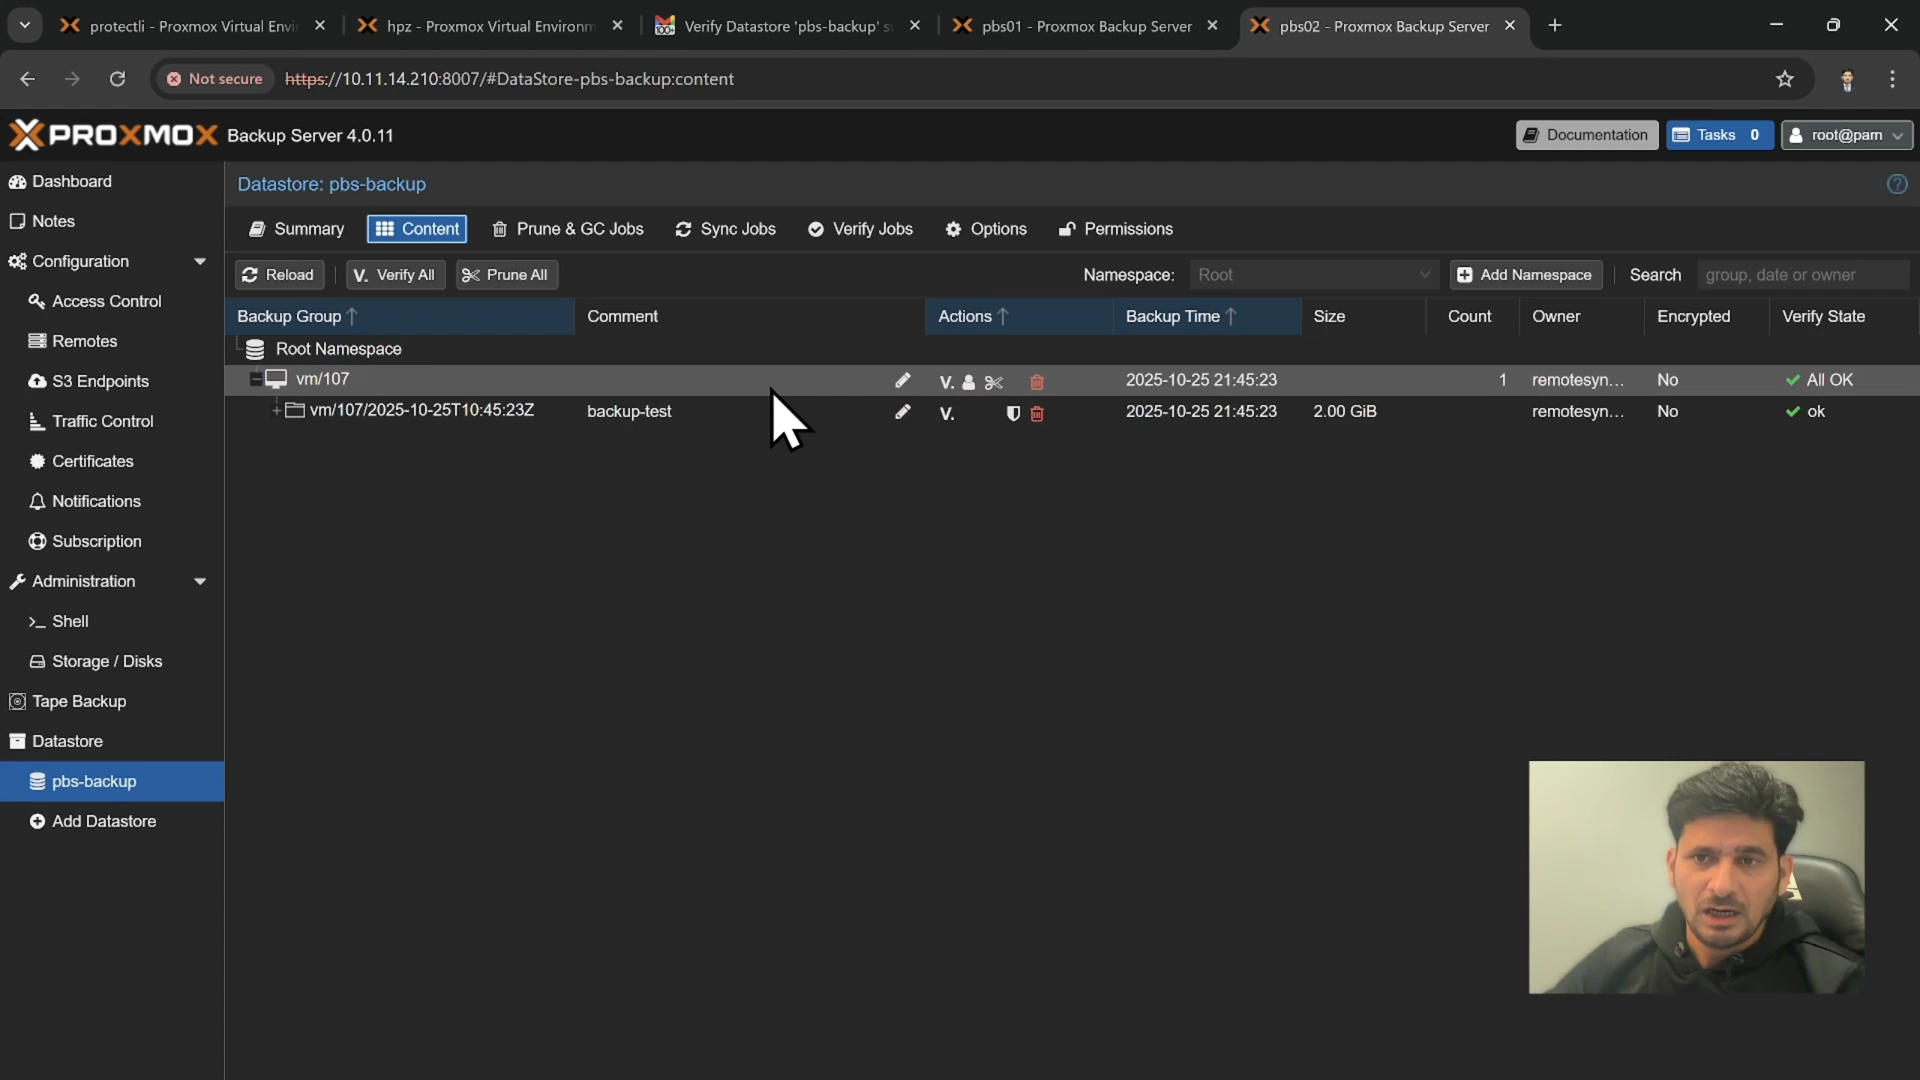 protectli - Proxmox Virtual Envi
hpz - Proxmox Virtual Environm
Verify Datastore 'pbs-backup' s
pbs01 - Proxmox Backup Server
pbs02 - Proxmox Backup Server
Not secure
https://10.11.14.210:8007/#DataStore-pbs-backup:content
PROXMOX Backup Server 4.0.11
Documentation
Tasks 0
root@pam
Dashboard
Notes
Configuration
Access Control
Remotes
S3 Endpoints
Traffic Control
Certificates
Notifications
Subscription
Administration
Shell
Storage / Disks
Tape Backup
Datastore
pbs-backup
Add Datastore
Datastore: pbs-backup
Summary Content Prune & GC Jobs Sync Jobs Verify Jobs Options Permissions
Reload V. Verify All Prune All Namespace: Root Add Namespace Search group, date or owner
Backup Group Comment Actions Backup Time Size Count Owner Encrypted Verify State
Root Namespace
vm/107 V. 2025-10-25 21:45:23 1 remotesyn... No All OK
vm/107/2025-10-25T10:45:23Z backup-test V. 2025-10-25 21:45:23 2.00 GiB remotesyn... No ok